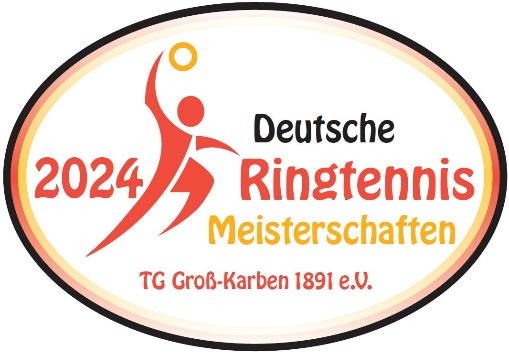 Deutsche
2024 Ringtennis
Meisterschaften
TG Groß-Karben 1891 e.V.